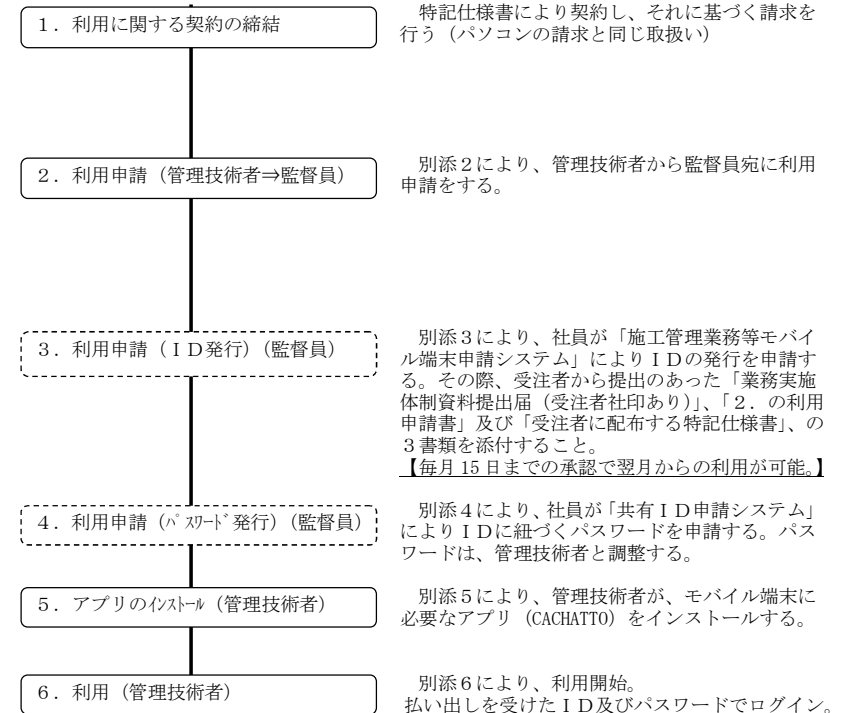 1．利用に関する契約の締結
特記仕様書により契約し、それに基づく請求を
行う（パソコンの請求と同じ取扱い）
2．利用申請（管理技術者⇒監督員）
別添２により、管理技術者から監督員宛に利用
申請をする。
3．利用申請（ＩＤ発行）（監督員）
別添３により、社員が「施工管理業務等モバイ
ル端末申請システム」によりＩＤの発行を申請す
る。その際、受注者から提出のあった「業務実施
体制資料提出届（受注者社印あり）」、「２．の利用
申請書」及び「受注者に配布する特記仕様書」、の
３書類を添付すること。
【毎月 15 日までの承認で翌月からの利用が可能。】
4．利用申請（ﾊﾟｽﾜｰﾄﾞ発行）（監督員）
別添４により、社員が「共有ＩＤ申請システム」
によりＩＤに紐づくパスワードを申請する。パス
ワードは、管理技術者と調整する。
5．アプリのｲﾝｽﾄｰﾙ（管理技術者）
別添５により、管理技術者が、モバイル端末に
必要なアプリ（CACHATTO）をインストールする。
6．利用（管理技術者）
別添６により、利用開始。
払い出しを受けたＩＤ及びパスワードでログイン。